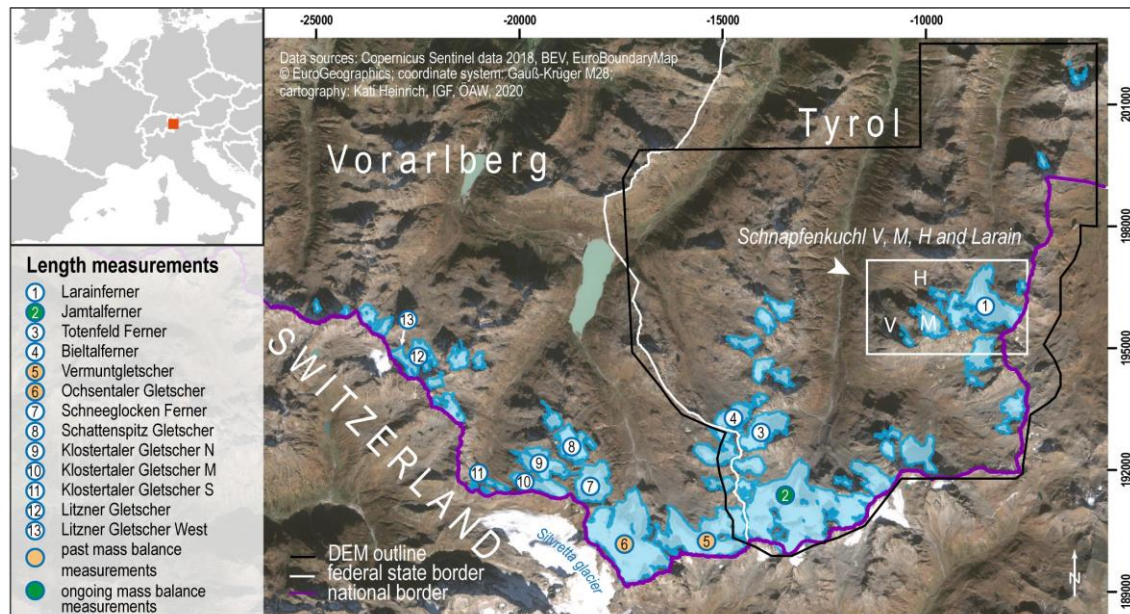 -25000
-20000
-15000
-10000
Data sources: Copernicus Sentinel data 2018, BEV, EuroBoundaryMap
© EuroGeographics; coordinate system: Gauß-Krüger M28;
cartography: Kati Heinrich, IGF, ÖAW, 2020
Vorarlberg
Tyrol
201000
198000
195000
192000
189000
Schnapfenkuchl V, M, H and Larain
H
V
M
1
13
12
SWITZERLAND
4
3
8
9
11
10
7
2
6
5
Silvretta glacier
Length measurements
1 Larainferner
2 Jamtalferner
3 Totenfeld Ferner
4 Bieltalferner
5 Vermuntgletscher
6 Ochsentaler Gletscher
7 Schneeglocken Ferner
8 Schattenspitz Gletscher
9 Klostertaler Gletscher N
10 Klostertaler Gletscher M
11 Klostertaler Gletscher S
12 Litzner Gletscher
13 Litzner Gletscher West
past mass balance
measurements
ongoing mass balance
measurements
DEM outline
federal state border
national border
N